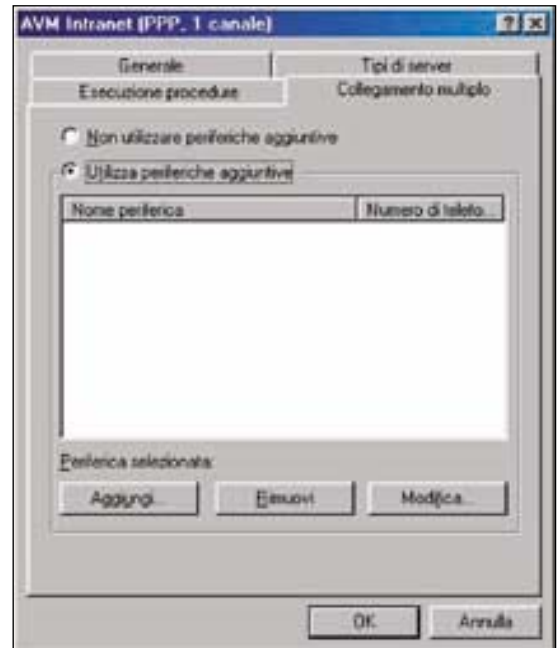 AVM Intranet (PPP, 1 canale)
Generale
Tipi di server
Esecuzione procedure
Collegamento multiplo
Non utilizzare periferiche aggiuntive
Utilizza periferiche aggiuntive
Nome periferica
Numero di telefo...
Periferica selezionata:
Aggiungi...
Rimuovi
Modifica...
OK
Annulla